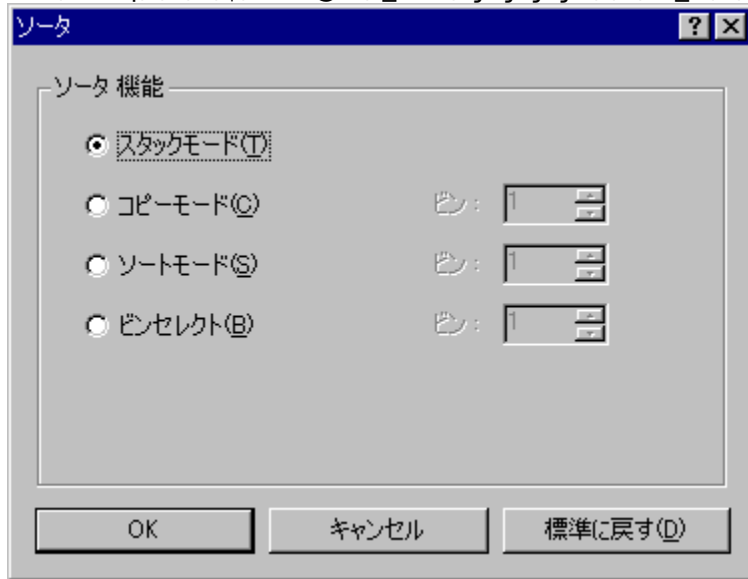 ソータ
ソータ 機能
スタックモード(T)
コピーモード(C) ビン: 1
ソートモード(S) ビン: 1
ビンセレクト(B) ビン: 1
OK キャンセル 標準に戻す(D)